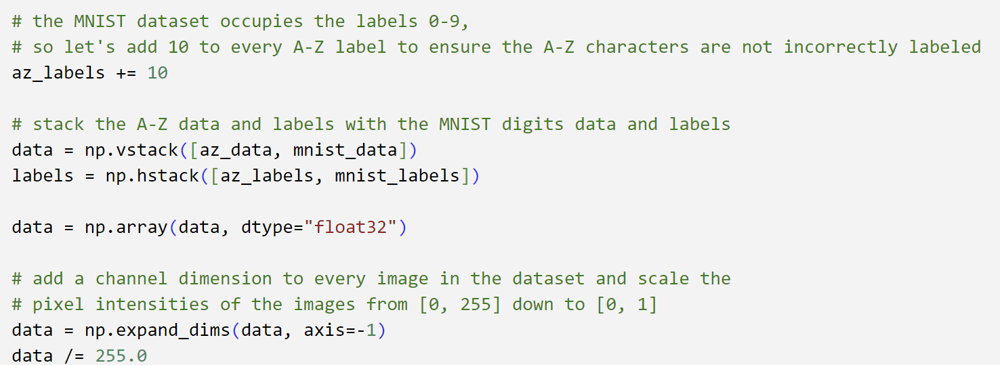 # the MNIST dataset occupies the labels 0-9,
# so let's add 10 to every A-Z label to ensure the A-Z characters are not incorrectly labeled
az_labels += 10
# stack the A-Z data and labels with the MNIST digits data and labels
data = np.vstack([az_data, mnist_data])
labels = np.hstack([az_labels, mnist_labels])
data = np.array(data, dtype="float32")
# add a channel dimension to every image in the dataset and scale the
# pixel intensities of the images from [0, 255] down to [0, 1]
data = np.expand_dims(data, axis=-1)
data /= 255.0